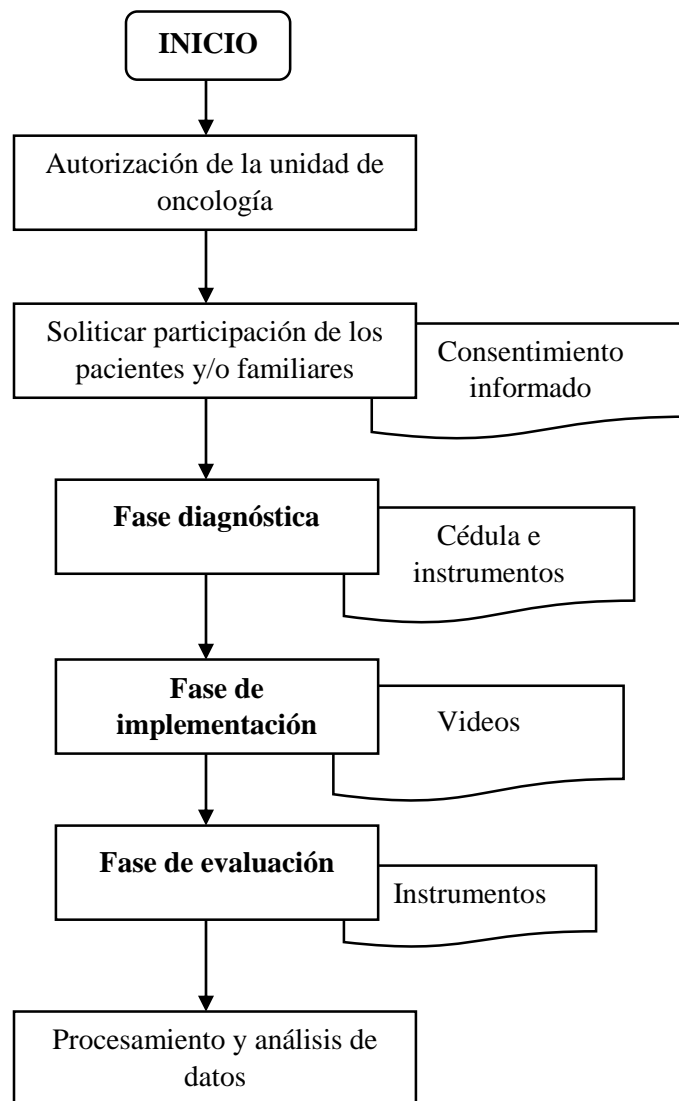 INICIO
Autorización de la unidad de
oncología
Soliticar participación de los
pacientes y/o familiares
Consentimiento
informado
Fase diagnóstica
Cédula e
instrumentos
Fase de
implementación
Videos
Fase de evaluación
Instrumentos
Procesamiento y análisis de
datos